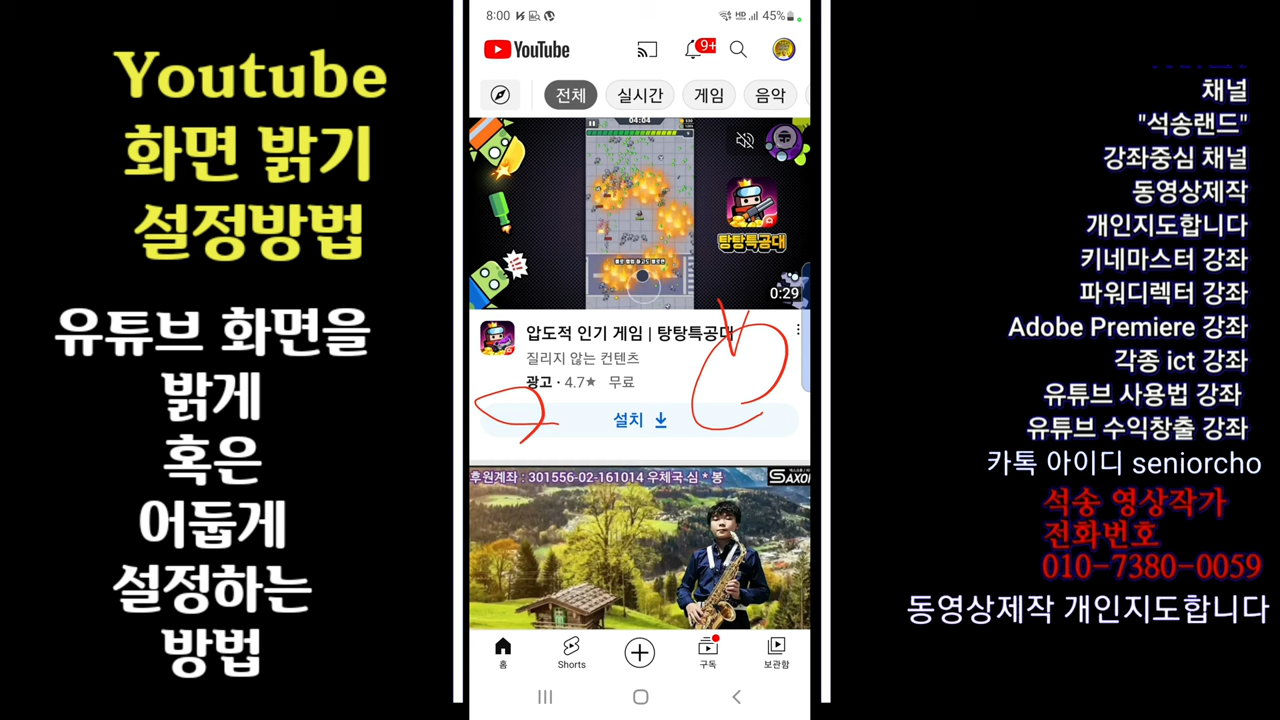 Youtube
화면 밝기
설정방법
유튜브 화면을
밝게
혹은
어둡게
설정하는
방법
8:00
HD
45%
YouTube
9+
전체
실시간
게임
음악
04:04
탕탕특공대
0:29
압도적 인기 게임 | 탕탕특공대
질리지 않는 컨텐츠
광고 · 4.7★ 무료
설치
후원계좌 : 301556-02-161014 우체국 심 * 봉
SAXON
홈
Shorts
구독
보관함
채널
"석송랜드"
강좌중심 채널
동영상제작
개인지도합니다
키네마스터 강좌
파워디렉터 강좌
Adobe Premiere 강좌
각종 ict 강좌
유튜브 사용법 강좌
유튜브 수익창출 강좌
카톡 아이디 seniorcho
석송 영상작가
전화번호
010-7380-0059
동영상제작 개인지도합니다